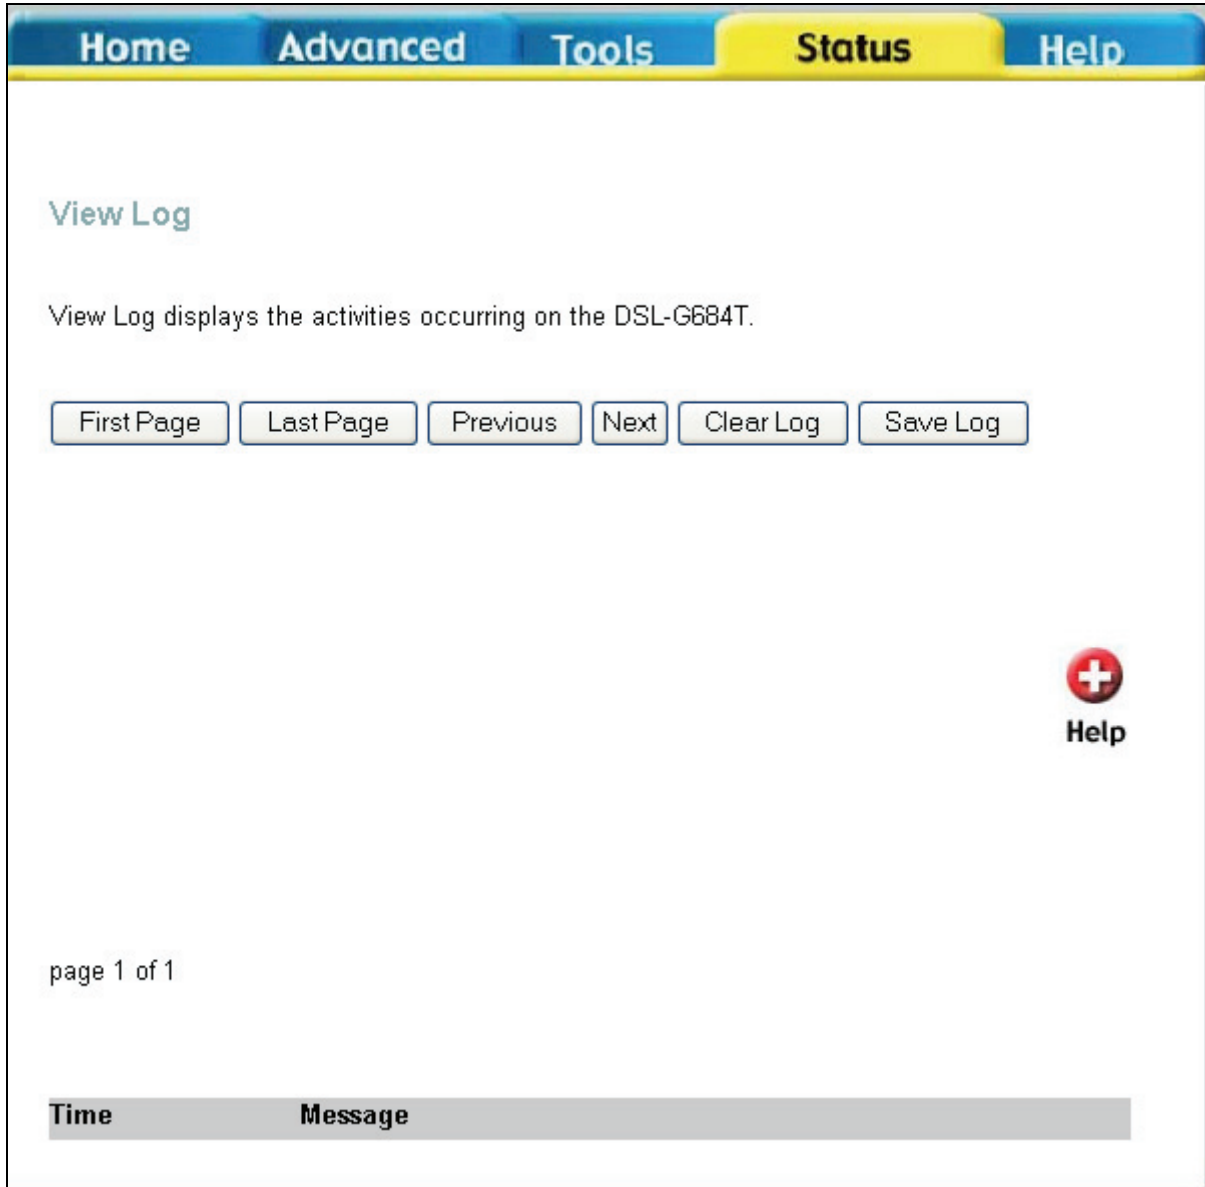 Home Advanced Tools Status Help
View Log
View Log displays the activities occurring on the DSL-G684T.
First Page Last Page Previous Next Clear Log Save Log
Help
page 1 of 1
Time Message